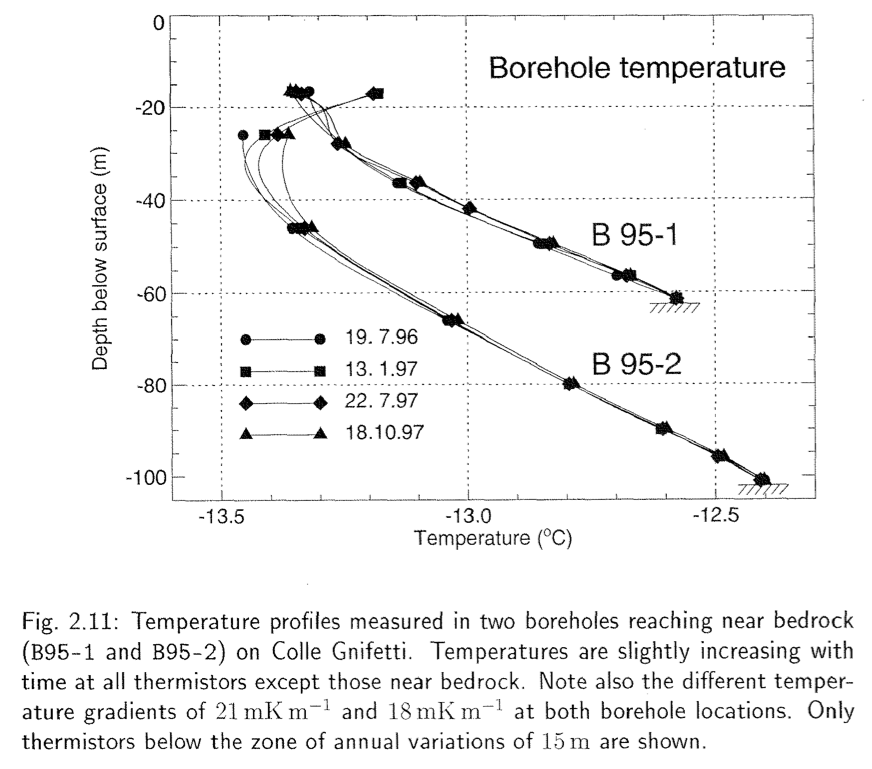 0
-20
-40
-60
-80
-100
Depth below surface (m)
Borehole temperature
B 95-1
B 95-2
19. 7.96
13. 1.97
22. 7.97
18.10.97
-13.5
-13.0
-12.5
Temperature (°C)
Fig. 2.11: Temperature profiles measured in two boreholes reaching near bedrock
(B95-1 and B95-2) on Colle Gnifetti. Temperatures are slightly increasing with
time at all thermistors except those near bedrock. Note also the different temper-
ature gradients of 21 mK m⁻¹ and 18 mK m⁻¹ at both borehole locations. Only
thermistors below the zone of annual variations of 15 m are shown.